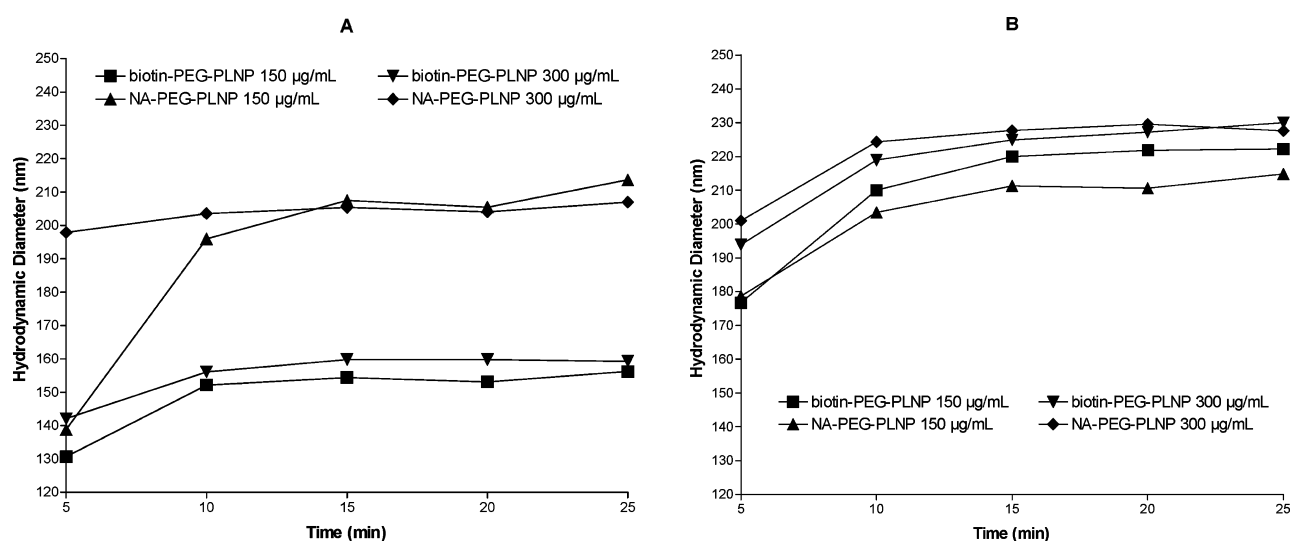 A
250
240
230
220
210
200
190
180
170
160
150
140
130
120
Hydrodynamic Diameter (nm)
biotin-PEG-PLNP 150 µg/mL
biotin-PEG-PLNP 300 µg/mL
NA-PEG-PLNP 150 µg/mL
NA-PEG-PLNP 300 µg/mL
5 10 15 20 25
Time (min)
B
250
240
230
220
210
200
190
180
170
160
150
140
130
120
Hydrodynamic Diameter (nm)
biotin-PEG-PLNP 150 µg/mL
biotin-PEG-PLNP 300 µg/mL
NA-PEG-PLNP 150 µg/mL
NA-PEG-PLNP 300 µg/mL
5 10 15 20 25
Time (min)